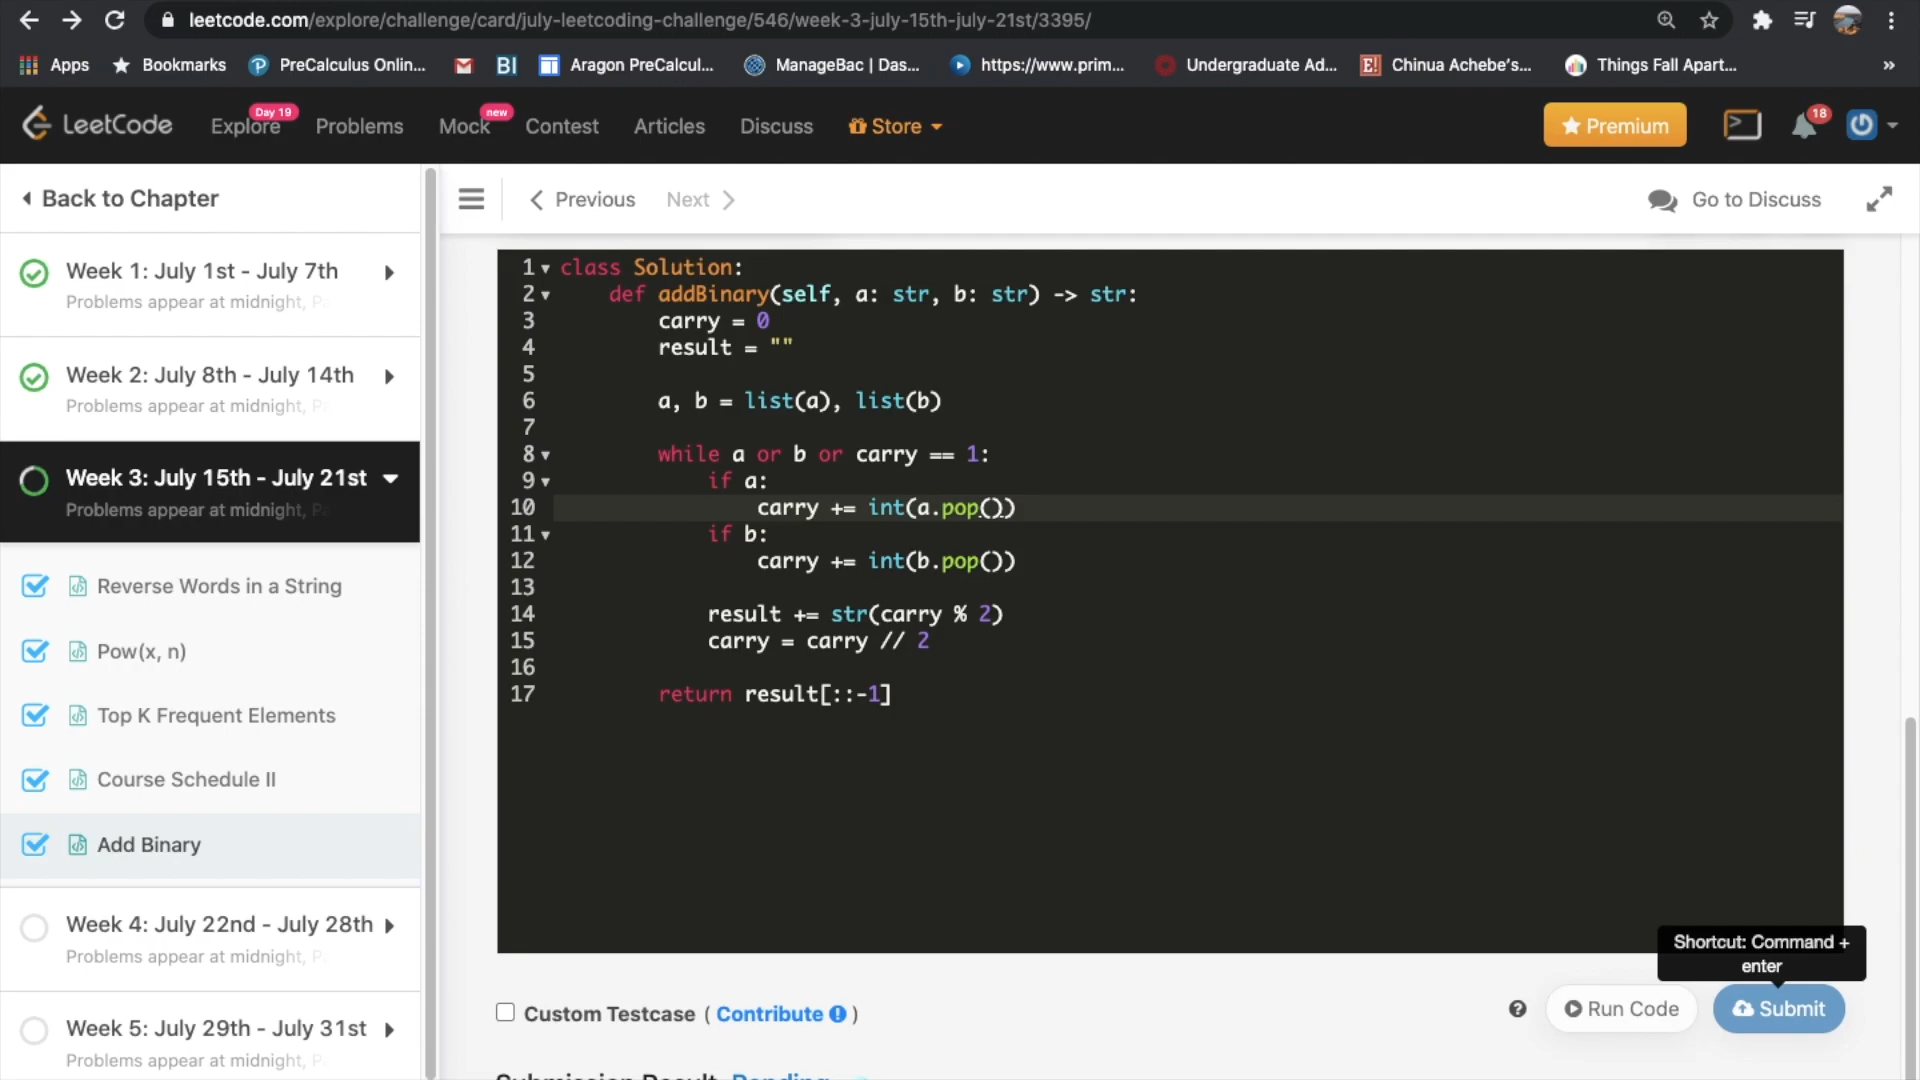 leetcode.com/explore/challenge/card/july-leetcoding-challenge/546/week-3-july-15th-july-21st/3395/
Apps Bookmarks PreCalculus Onlin... BI Aragon PreCalcul... ManageBac | Das... https://www.prim... Undergraduate Ad... E! Chinua Achebe's... Things Fall Apart... »
LeetCode Explore Day 19 Problems Mock new Contest Articles Discuss Store Premium 18
Back to Chapter
Previous Next Go to Discuss
Week 1: July 1st - July 7th
Problems appear at midnight,
Week 2: July 8th - July 14th
Problems appear at midnight,
Week 3: July 15th - July 21st
Problems appear at midnight,
Reverse Words in a String
Pow(x, n)
Top K Frequent Elements
Course Schedule II
Add Binary
Week 4: July 22nd - July 28th
Problems appear at midnight,
Week 5: July 29th - July 31st
Problems appear at midnight,
1 class Solution:
2 def addBinary(self, a: str, b: str) -> str:
3 carry = 0
4 result = ""
5
6 a, b = list(a), list(b)
7
8 while a or b or carry == 1:
9 if a:
10 carry += int(a.pop())
11 if b:
12 carry += int(b.pop())
13
14 result += str(carry % 2)
15 carry = carry // 2
16
17 return result[::-1]
Shortcut: Command +
enter
Custom Testcase ( Contribute )
? Run Code Submit
Submission Result: Pending